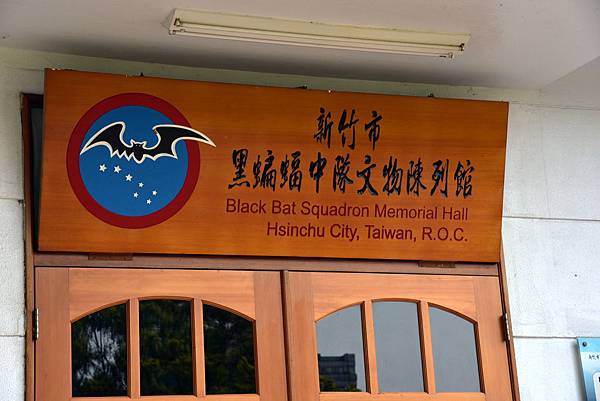 新竹市
黑蝙蝠中隊文物陳列館
Black Bat Squadron Memorial Hall
Hsinchu City, Taiwan, R.O.C.